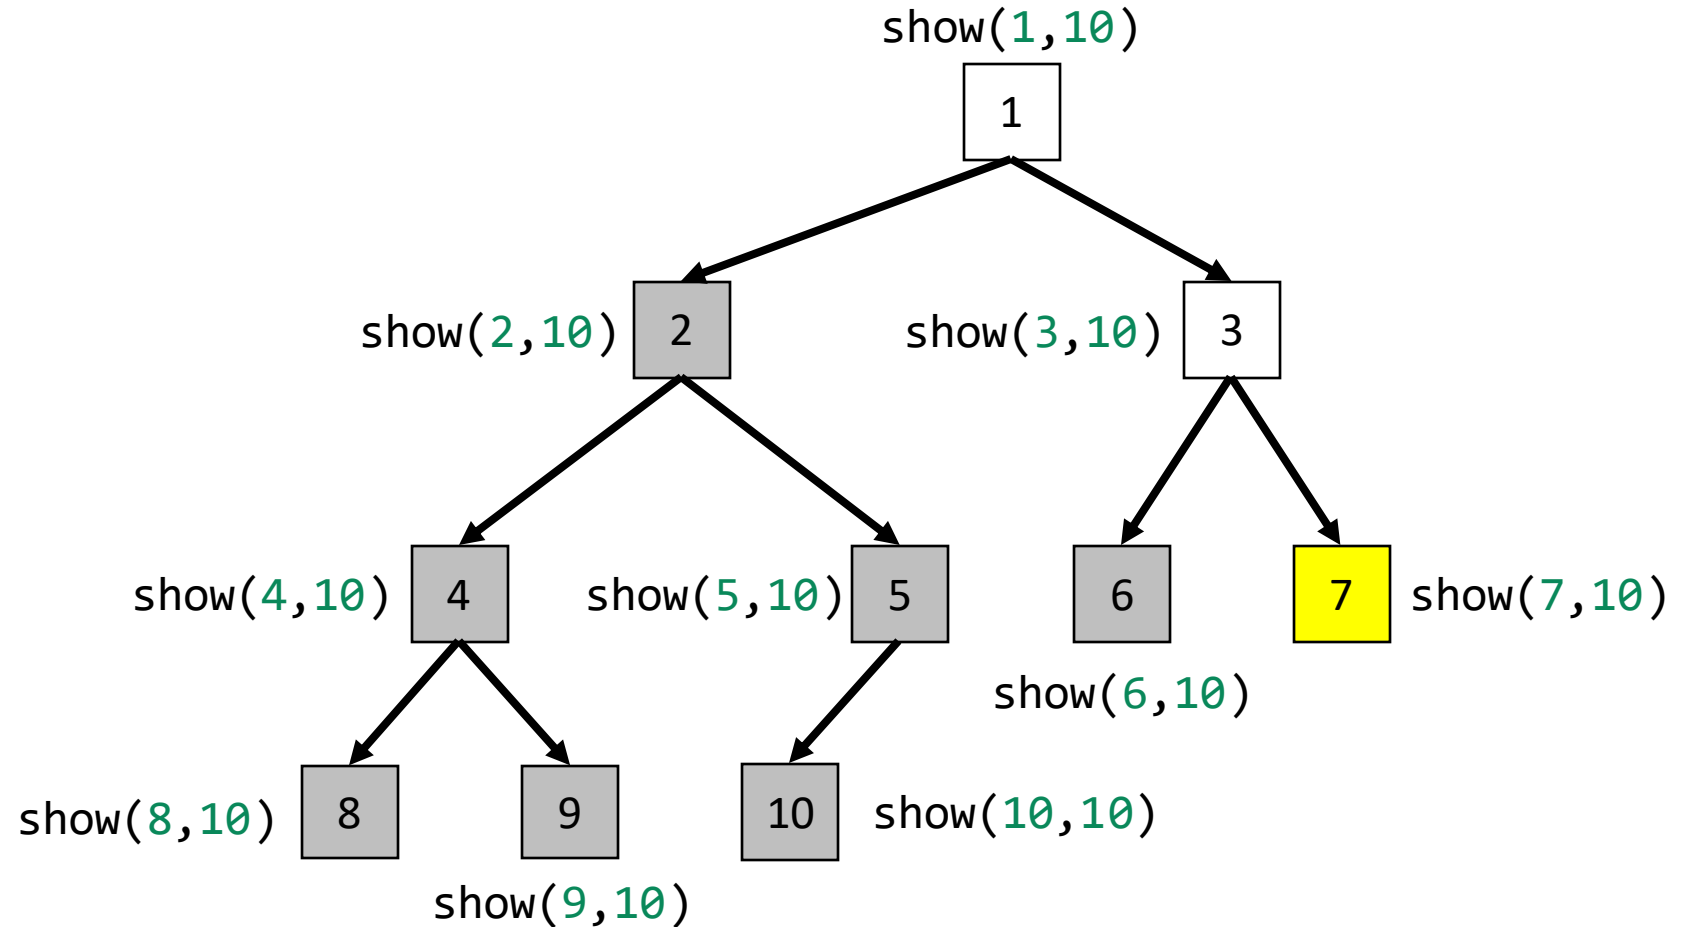 show(1,10)
1
show(2,10) 2 show(3,10) 3
show(4,10) 4 show(5,10) 5 6 7 show(7,10)
show(6,10)
show(8,10) 8 9 10 show(10,10)
show(9,10)